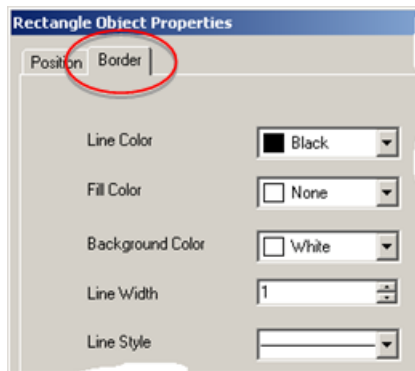 Rectangle Object Properties
Position Border
Line Color Black
Fill Color None
Background Color White
Line Width 1
Line Style